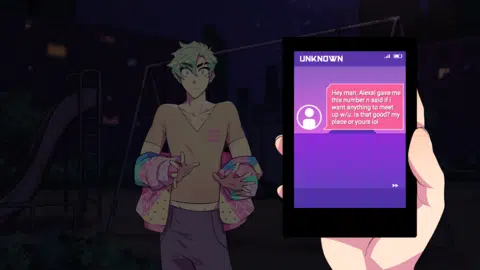 UNKNOWN
Hey man, Alexai gave me
this number n said if i
want anything to meet
up w/u. is that good? my
place or yours lol